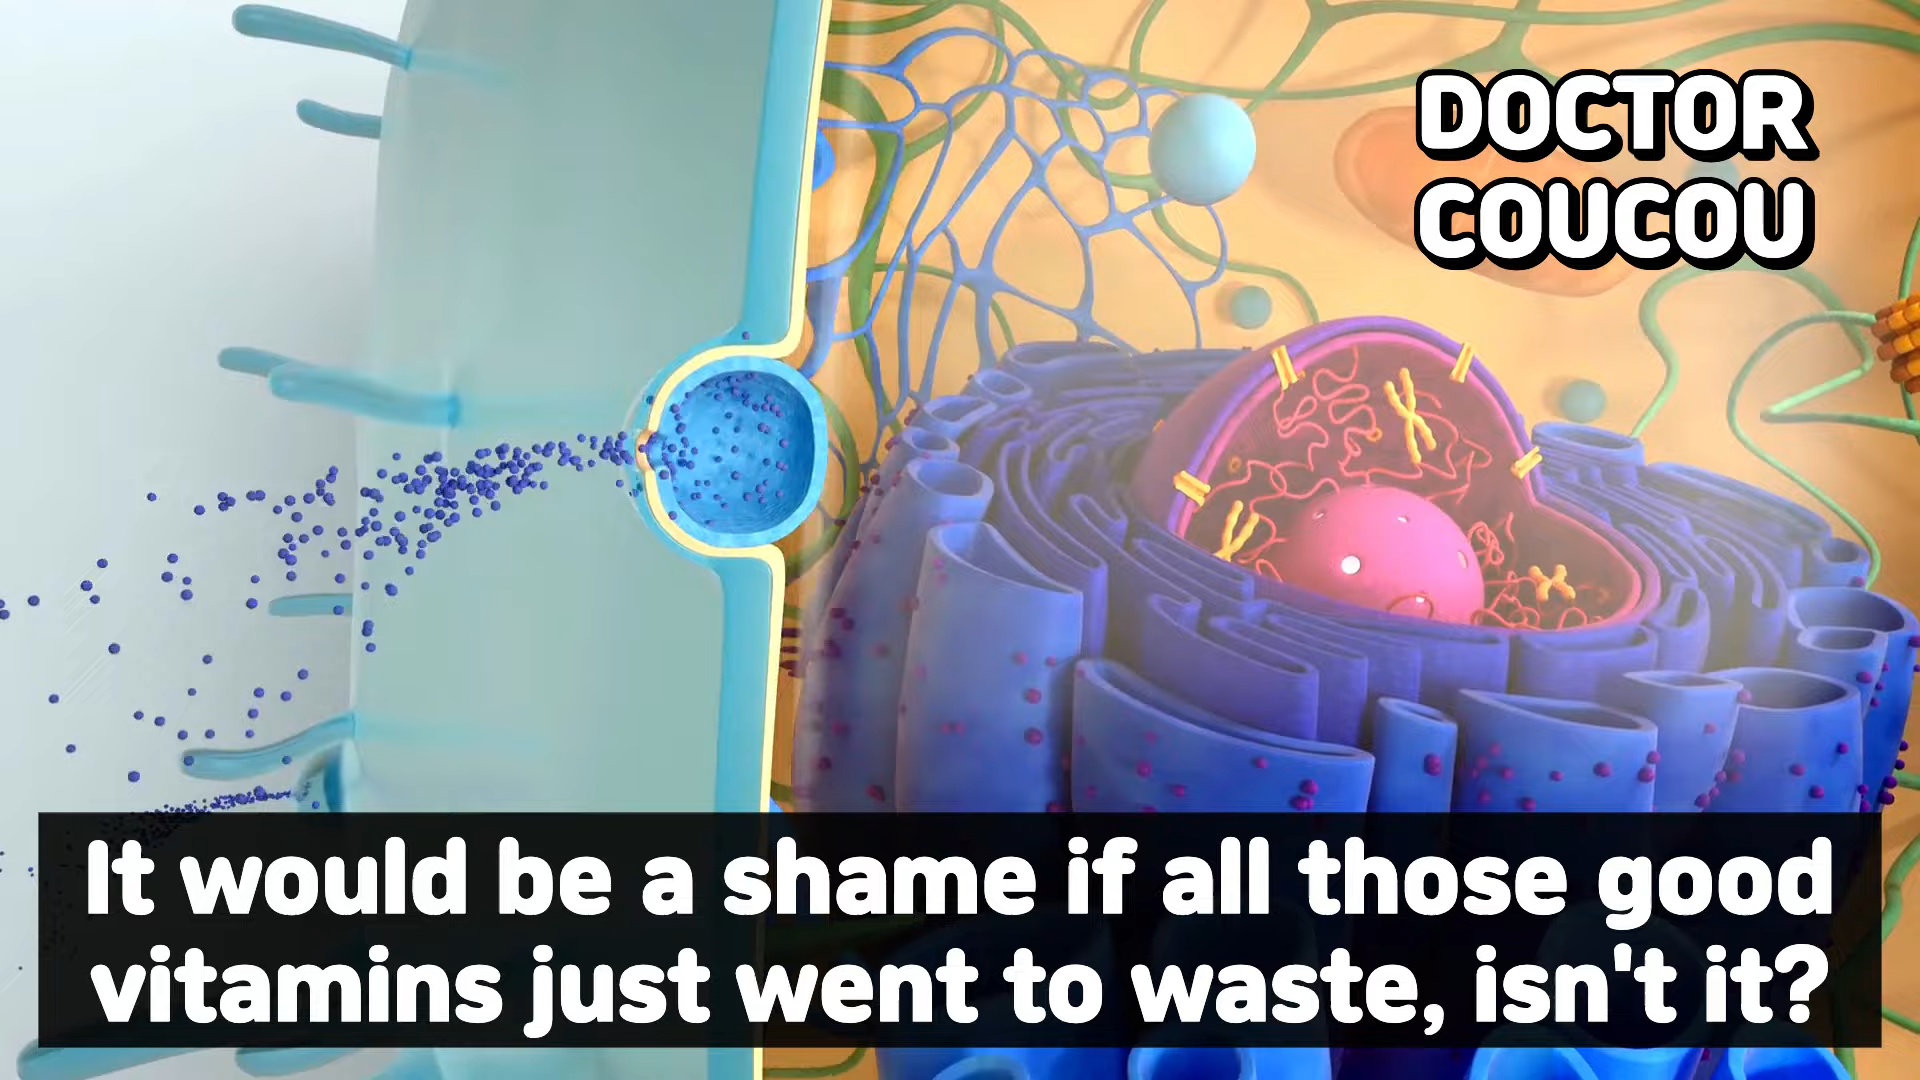 DOCTOR
COUCOU
It would be a shame if all those good
vitamins just went to waste, isn't it?